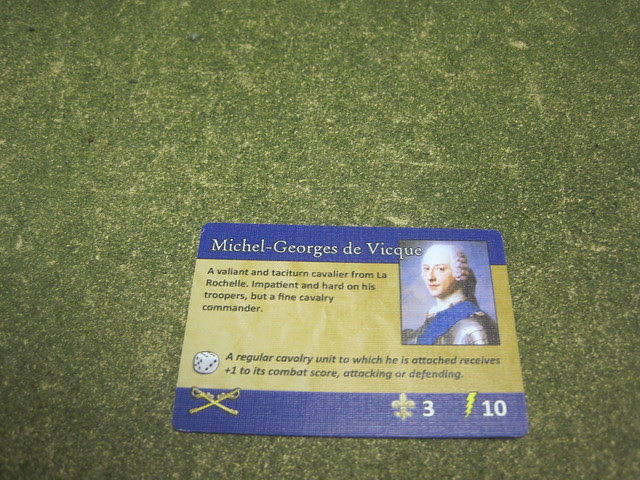 Michel-Georges de Vicque
A valiant and taciturn cavalier from La
Rochelle. Impatient and hard on his
troopers, but a fine cavalry
commander.
A regular cavalry unit to which he is attached receives
+1 to its combat score, attacking or defending.
3 10